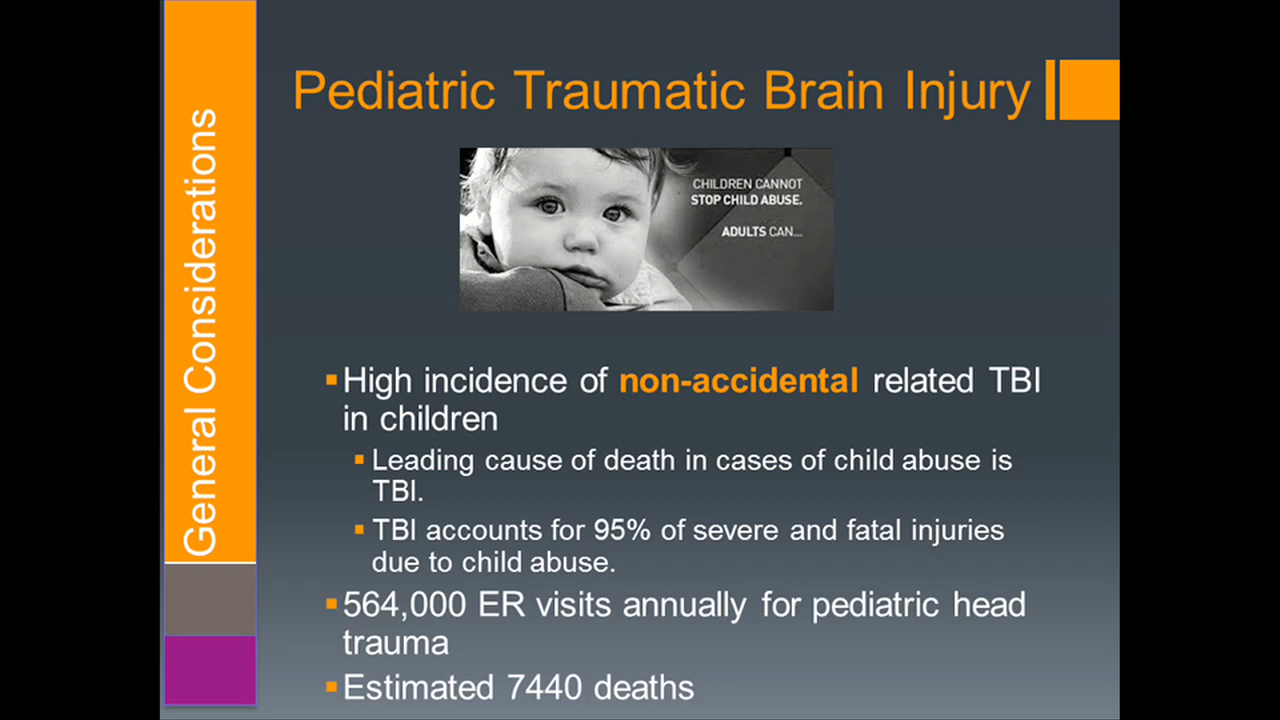 General Considerations
Pediatric Traumatic Brain Injury
CHILDREN CANNOT
STOP CHILD ABUSE.
ADULTS CAN...
High incidence of non-accidental related TBI
in children
Leading cause of death in cases of child abuse is
TBI.
TBI accounts for 95% of severe and fatal injuries
due to child abuse.
564,000 ER visits annually for pediatric head
trauma
Estimated 7440 deaths